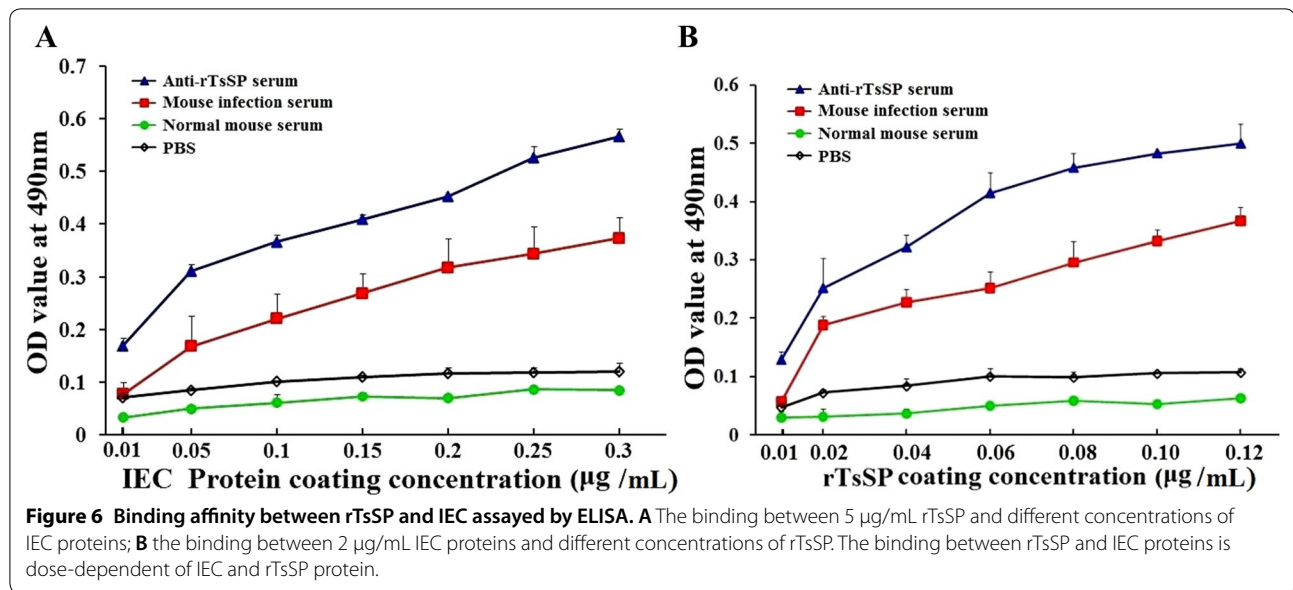 A
0.7
0.6
0.5
0.4
0.3
0.2
0.1
0
OD value at 490nm
Anti-rTsSP serum
Mouse infection serum
Normal mouse serum
PBS
0.01 0.05 0.1 0.15 0.2 0.25 0.3
IEC Protein coating concentration (μg /mL)
B
0.6
0.5
0.4
0.3
0.2
0.1
0
OD value at 490nm
Anti-rTsSP serum
Mouse infection serum
Normal mouse serum
PBS
0.01 0.02 0.04 0.06 0.08 0.10 0.12
rTsSP coating concentration (μg /mL)
Figure 6 Binding affinity between rTsSP and IEC assayed by ELISA. A The binding between 5 μg/mL rTsSP and different concentrations of
IEC proteins; B the binding between 2 μg/mL IEC proteins and different concentrations of rTsSP. The binding between rTsSP and IEC proteins is
dose-dependent of IEC and rTsSP protein.